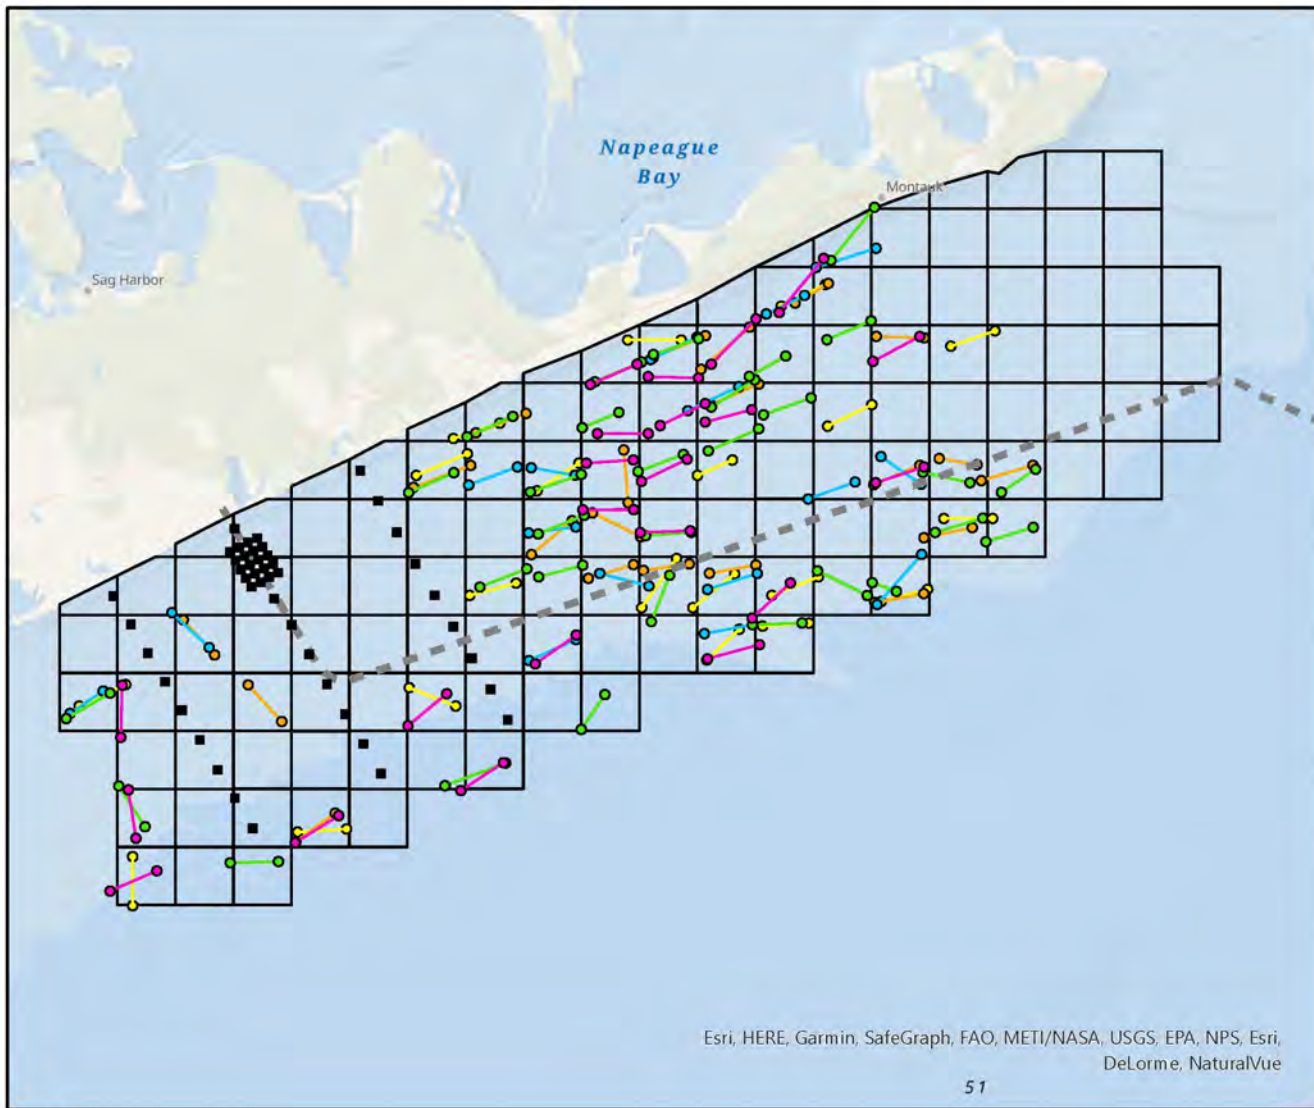 Napeague
Bay
Montauk
Sag Harbor
Esri, HERE, Garmin, SafeGraph, FAO, METI/NASA, USGS, EPA, NPS, Esri,
DeLorme, NaturalVue
51